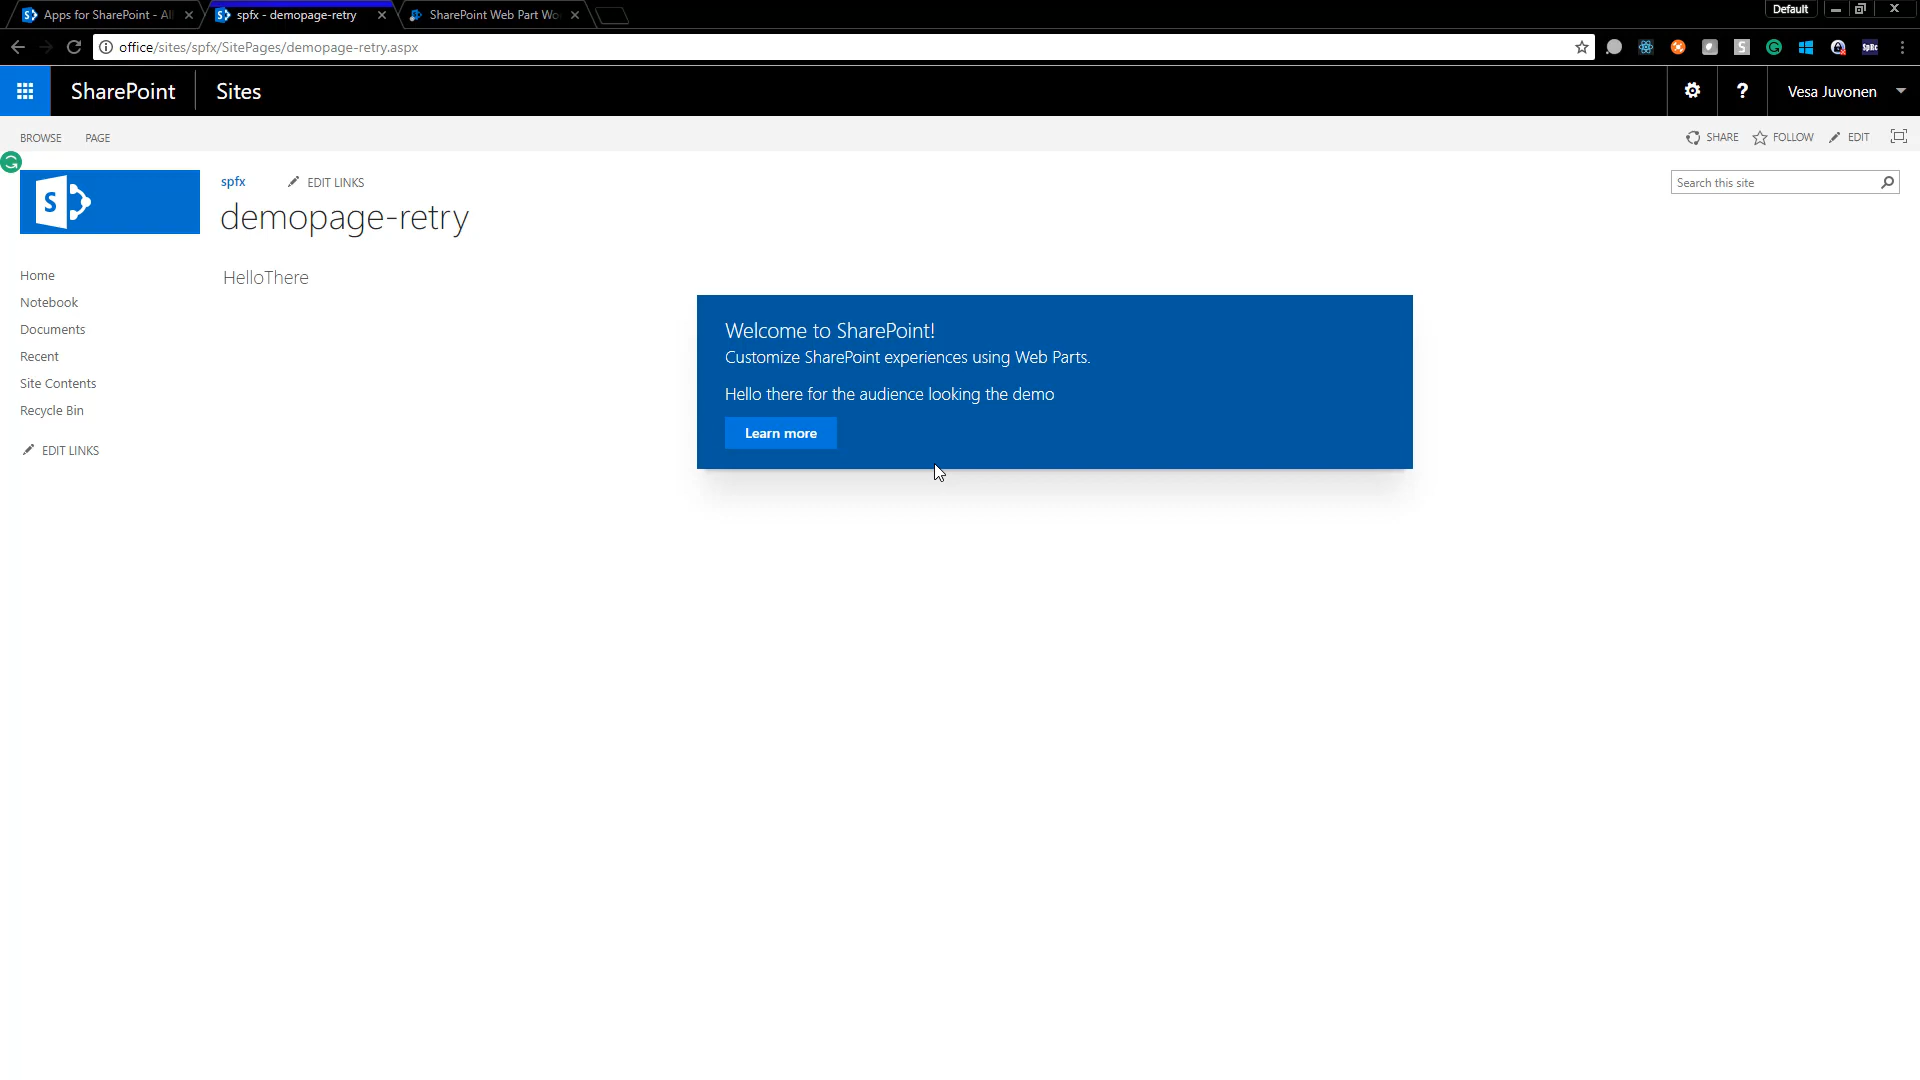 Apps for SharePoint - Al
spfx - demopage-retry
SharePoint Web Part Wo
Default
office/sites/spfx/SitePages/demopage-retry.aspx
S
SpRc
SharePoint
Sites
?
Vesa Juvonen
BROWSE
PAGE
SHARE
FOLLOW
EDIT
S
spfx
EDIT LINKS
Search this site
demopage-retry
Home
HelloThere
Notebook
Documents
Recent
Site Contents
Recycle Bin
EDIT LINKS
Welcome to SharePoint!
Customize SharePoint experiences using Web Parts.
Hello there for the audience looking the demo
Learn more